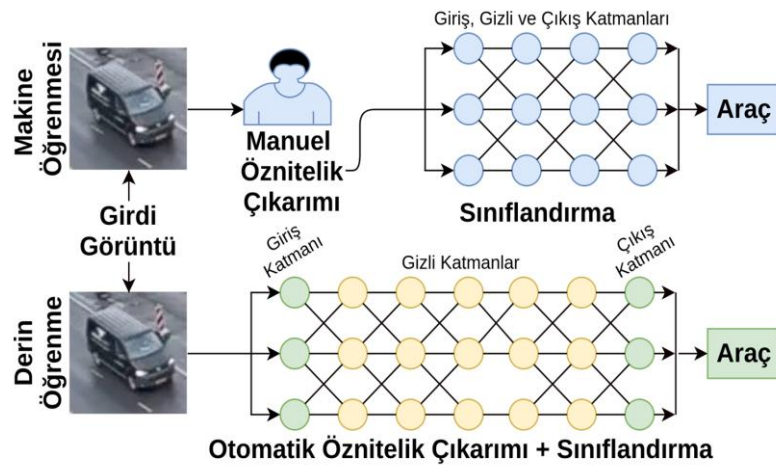 Makine
Öğrenmesi
Giriş, Gizli ve Çıkış Katmanları
Manuel
Öznitelik
Çıkarımı
Sınıflandırma
Araç
Girdi
Görüntü
Derin
Öğrenme
Giriş
Katmanı
Gizli Katmanlar
Çıkış
Katmanı
Araç
Otomatik Öznitelik Çıkarımı + Sınıflandırma